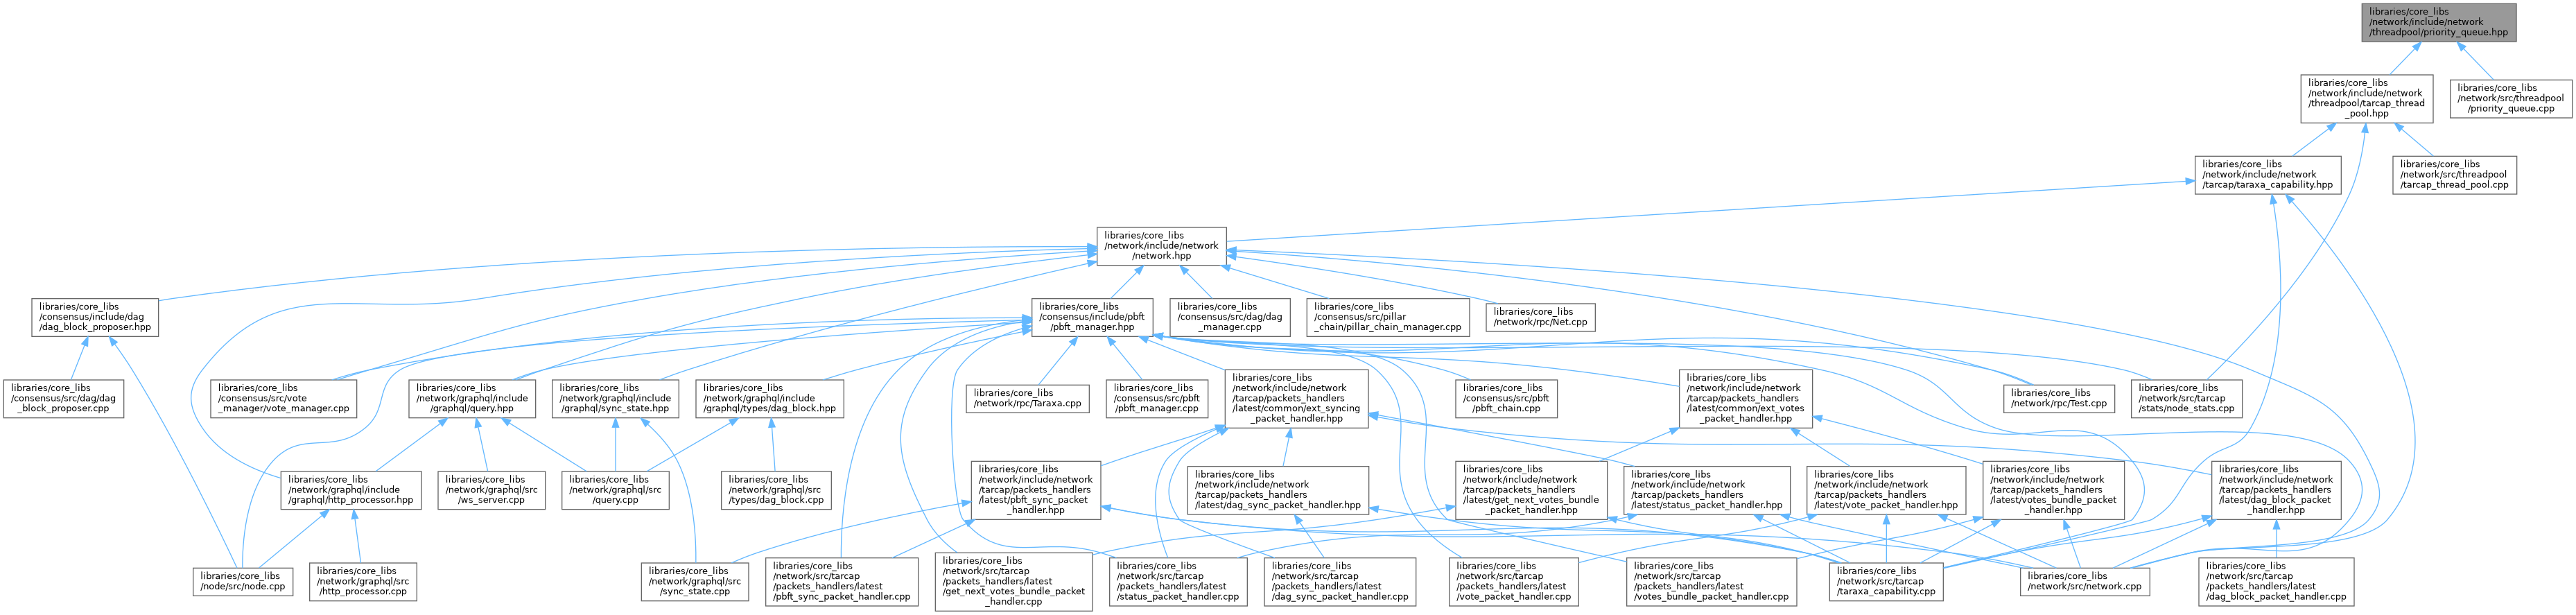 libraries/core_libs
/network/include/network
/threadpool/priority_queue.hpp
libraries/core_libs
/network/include/network
/threadpool/tarcap_thread
_pool.hpp
libraries/core_libs
/network/src/threadpool
/priority_queue.cpp
libraries/core_libs
/network/include/network
/tarcap/taraxa_capability.hpp
libraries/core_libs
/network/src/threadpool
/tarcap_thread_pool.cpp
libraries/core_libs
/network/include/network
/network.hpp
libraries/core_libs
/consensus/include/dag
/dag_block_proposer.hpp
libraries/core_libs
/consensus/include/pbft
/pbft_manager.hpp
libraries/core_libs
/consensus/src/dag/dag
_manager.cpp
libraries/core_libs
/consensus/src/pillar
_chain/pillar_chain_manager.cpp
libraries/core_libs
/network/rpc/Net.cpp
libraries/core_libs
/consensus/src/dag/dag
_block_proposer.cpp
libraries/core_libs
/consensus/src/vote
_manager/vote_manager.cpp
libraries/core_libs
/network/graphql/include
/graphql/query.hpp
libraries/core_libs
/network/graphql/include
/graphql/sync_state.hpp
libraries/core_libs
/network/graphql/include
/graphql/types/dag_block.hpp
libraries/core_libs
/network/rpc/Taraxa.cpp
libraries/core_libs
/consensus/src/pbft
/pbft_manager.cpp
libraries/core_libs
/network/include/network
/tarcap/packets_handlers
/latest/common/ext_syncing
_packet_handler.hpp
libraries/core_libs
/consensus/src/pbft
/pbft_chain.cpp
libraries/core_libs
/network/include/network
/tarcap/packets_handlers
/latest/common/ext_votes
_packet_handler.hpp
libraries/core_libs
/network/rpc/Test.cpp
libraries/core_libs
/network/src/tarcap
/stats/node_stats.cpp
libraries/core_libs
/network/graphql/include
/graphql/http_processor.hpp
libraries/core_libs
/network/graphql/src
/ws_server.cpp
libraries/core_libs
/network/graphql/src
/query.cpp
libraries/core_libs
/network/graphql/src
/types/dag_block.cpp
libraries/core_libs
/network/include/network
/tarcap/packets_handlers
/latest/pbft_sync_packet
_handler.hpp
libraries/core_libs
/network/include/network
/tarcap/packets_handlers
/latest/dag_sync_packet_handler.hpp
libraries/core_libs
/network/include/network
/tarcap/packets_handlers
/latest/get_next_votes_bundle
_packet_handler.hpp
libraries/core_libs
/network/include/network
/tarcap/packets_handlers
/latest/status_packet_handler.hpp
libraries/core_libs
/network/include/network
/tarcap/packets_handlers
/latest/vote_packet_handler.hpp
libraries/core_libs
/network/include/network
/tarcap/packets_handlers
/latest/votes_bundle_packet
_handler.hpp
libraries/core_libs
/network/include/network
/tarcap/packets_handlers
/latest/dag_block_packet
_handler.hpp
libraries/core_libs
/node/src/node.cpp
libraries/core_libs
/network/graphql/src
/http_processor.cpp
libraries/core_libs
/network/graphql/src
/sync_state.cpp
libraries/core_libs
/network/src/tarcap
/packets_handlers/latest
/pbft_sync_packet_handler.cpp
libraries/core_libs
/network/src/tarcap
/packets_handlers/latest
/get_next_votes_bundle_packet
_handler.cpp
libraries/core_libs
/network/src/tarcap
/packets_handlers/latest
/status_packet_handler.cpp
libraries/core_libs
/network/src/tarcap
/packets_handlers/latest
/dag_sync_packet_handler.cpp
libraries/core_libs
/network/src/tarcap
/packets_handlers/latest
/vote_packet_handler.cpp
libraries/core_libs
/network/src/tarcap
/packets_handlers/latest
/votes_bundle_packet_handler.cpp
libraries/core_libs
/network/src/tarcap
/taraxa_capability.cpp
libraries/core_libs
/network/src/network.cpp
libraries/core_libs
/network/src/tarcap
/packets_handlers/latest
/dag_block_packet_handler.cpp